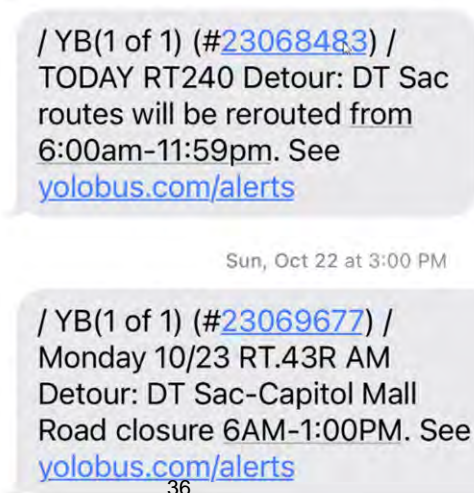 / YB(1 of 1) (#23068483) /
TODAY RT240 Detour: DT Sac
routes will be rerouted from
6:00am-11:59pm. See
yolobus.com/alerts
Sun, Oct 22 at 3:00 PM
/ YB(1 of 1) (#23069677) /
Monday 10/23 RT.43R AM
Detour: DT Sac-Capitol Mall
Road closure 6AM-1:00PM. See
yolobus.com/alerts
36